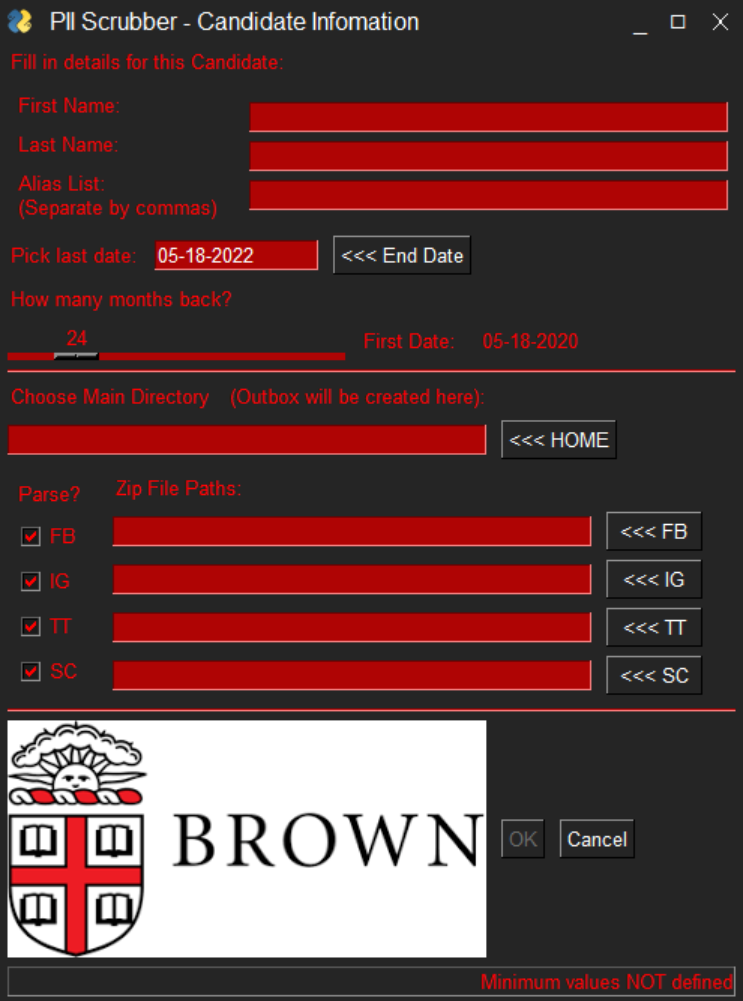 PII Scrubber - Candidate Infomation
Fill in details for this Candidate:
First Name:
Last Name:
Alias List:
(Separate by commas)
Pick last date: 05-18-2022 <<< End Date
How many months back?
24 First Date: 05-18-2020
Choose Main Directory (Outbox will be created here):
<<< HOME
Parse? Zip File Paths:
FB <<< FB
IG <<< IG
TT <<< TT
SC <<< SC
BROWN OK Cancel
Minimum values NOT defined